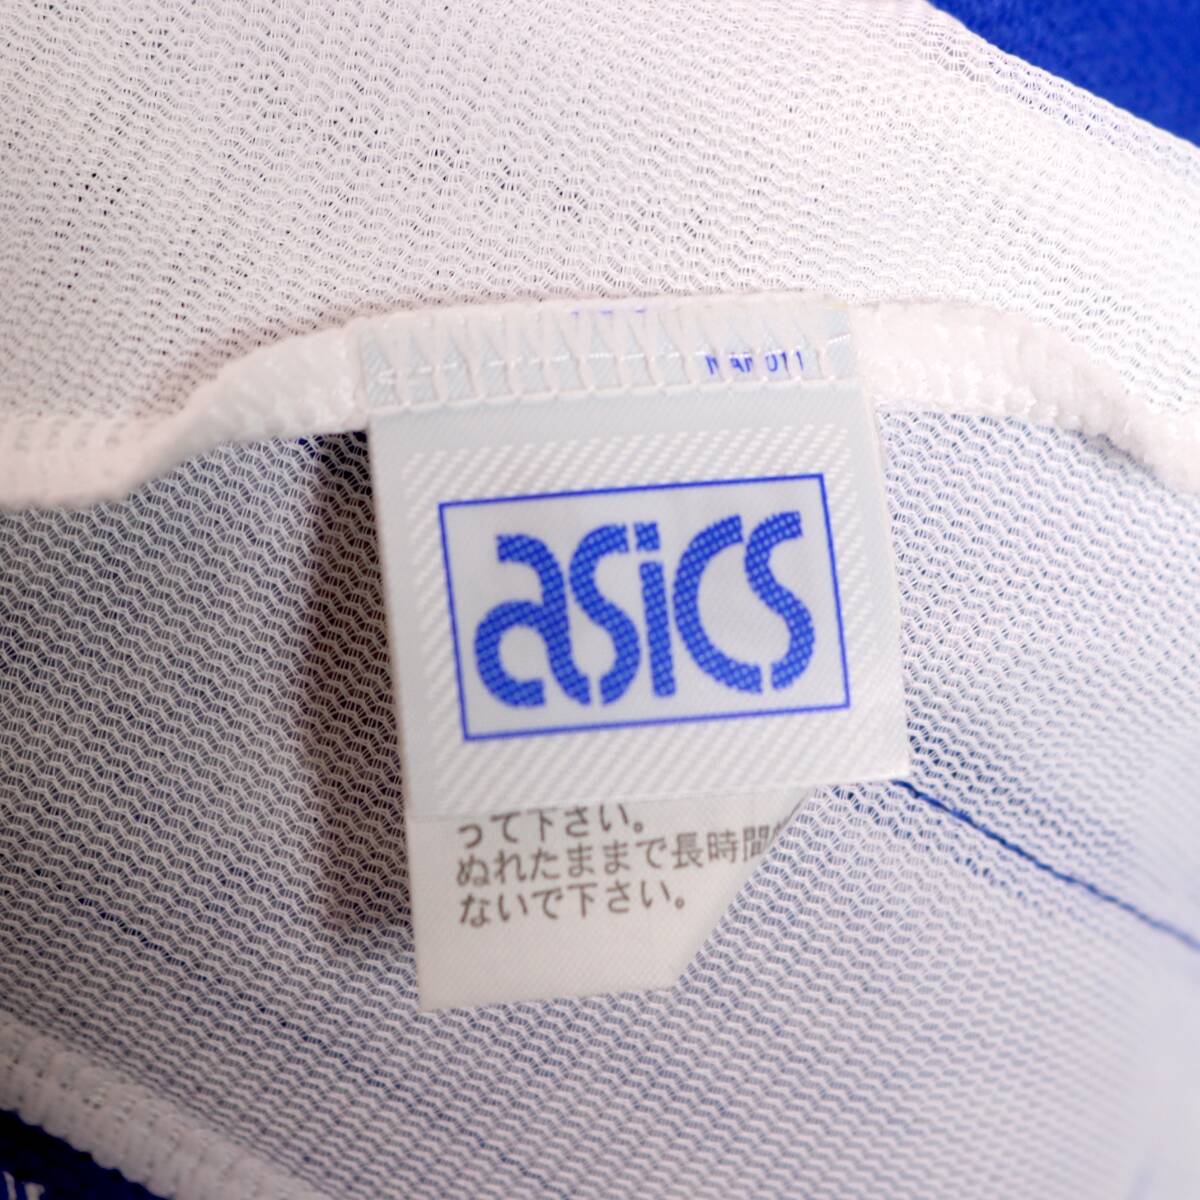 asics
って下さい。
ぬれたままで長時間
ないで下さい。